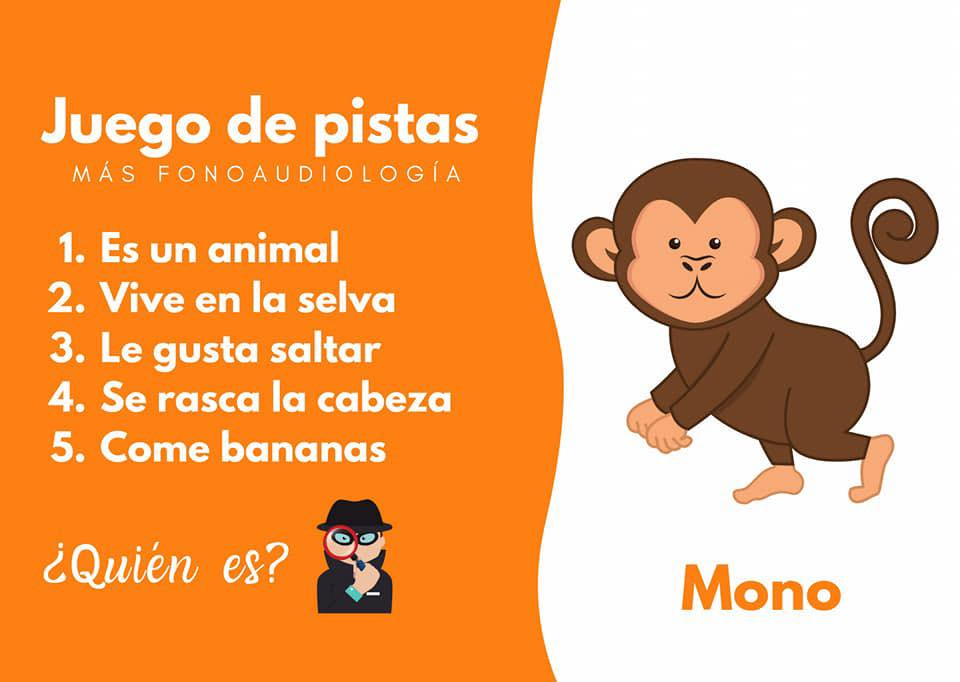 Juego de pistas
MÁS FONOAUDIOLOGÍA
1. Es un animal
2. Vive en la selva
3. Le gusta saltar
4. Se rasca la cabeza
5. Come bananas
¿Quién es?
Mono